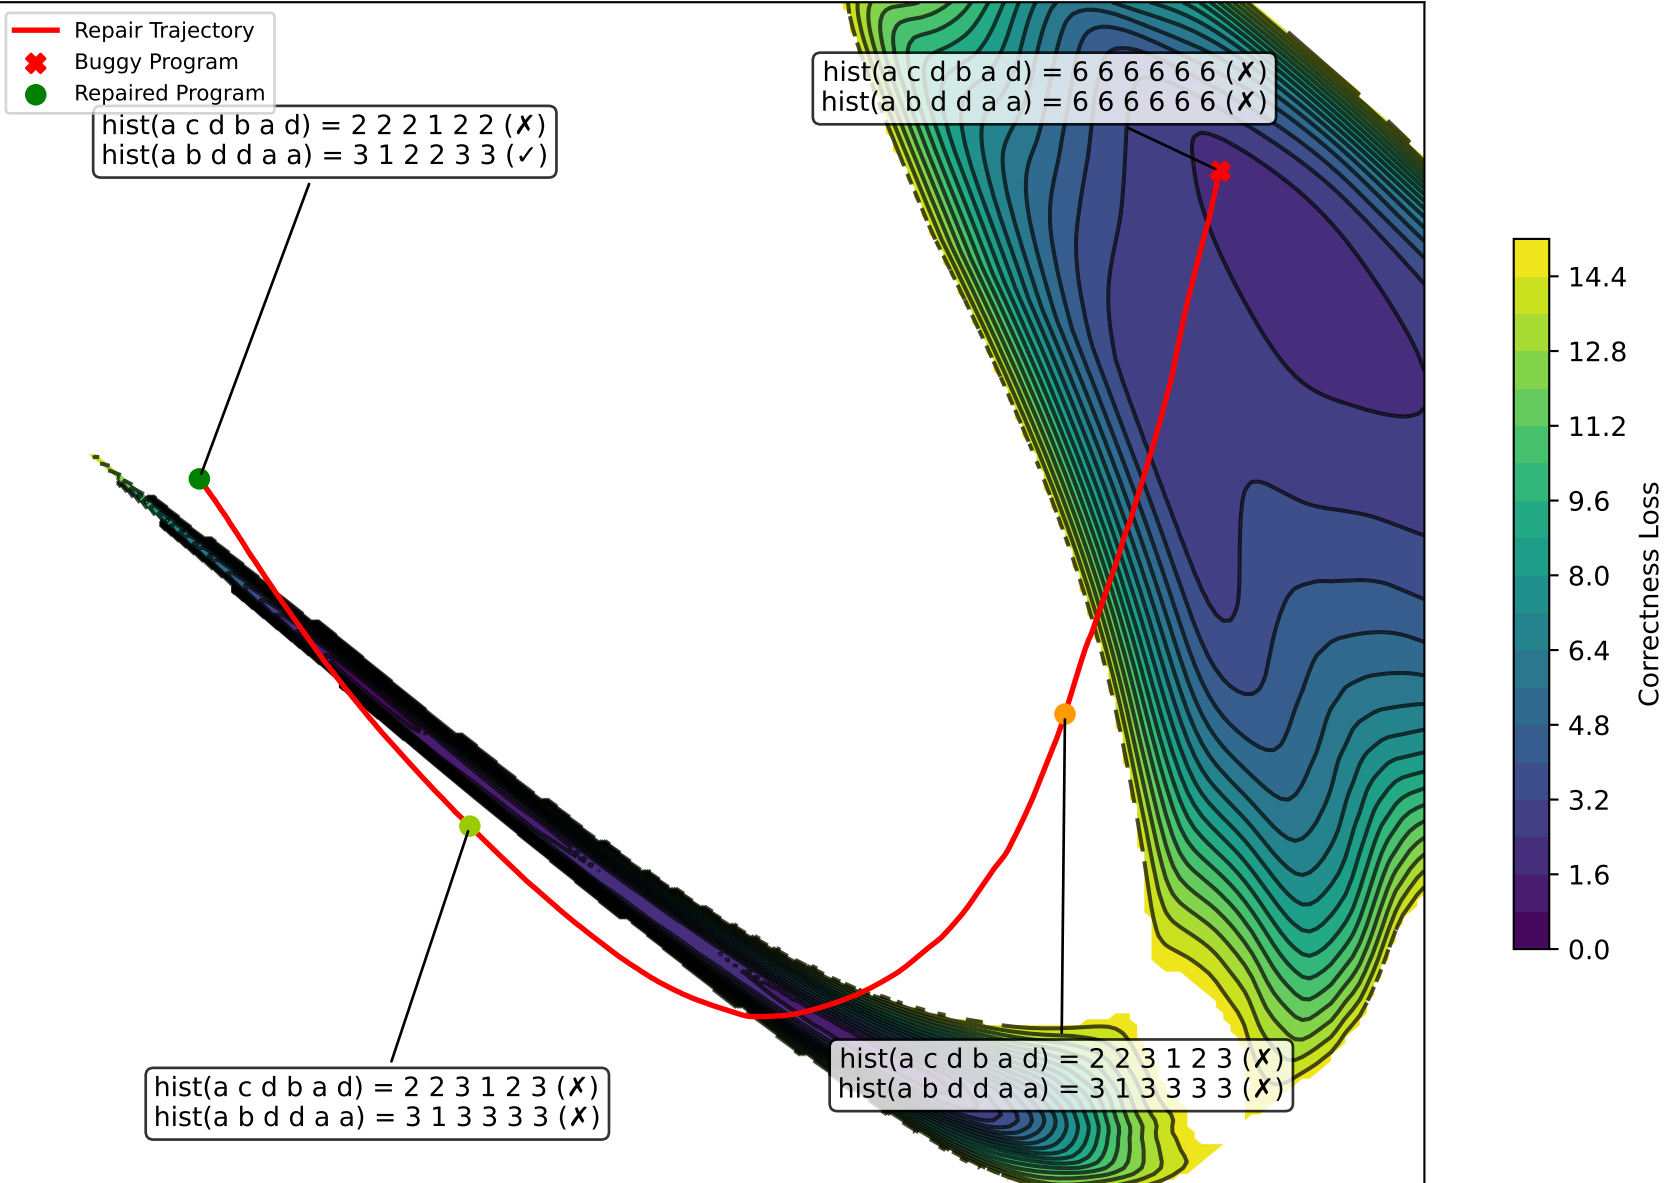 Repair Trajectory
Buggy Program
Repaired Program
hist(a c d b a d) = 2 2 2 1 2 2 (✗)
hist(a b d d a a) = 3 1 2 2 3 3 (✓)
hist(a c d b a d) = 6 6 6 6 6 6 (✗)
hist(a b d d a a) = 6 6 6 6 6 6 (✗)
hist(a c d b a d) = 2 2 3 1 2 3 (✗)
hist(a b d d a a) = 3 1 3 3 3 3 (✗)
hist(a c d b a d) = 2 2 3 1 2 3 (✗)
hist(a b d d a a) = 3 1 3 3 3 3 (✗)
14.4
12.8
11.2
9.6
8.0
6.4
4.8
3.2
1.6
0.0
Correctness Loss